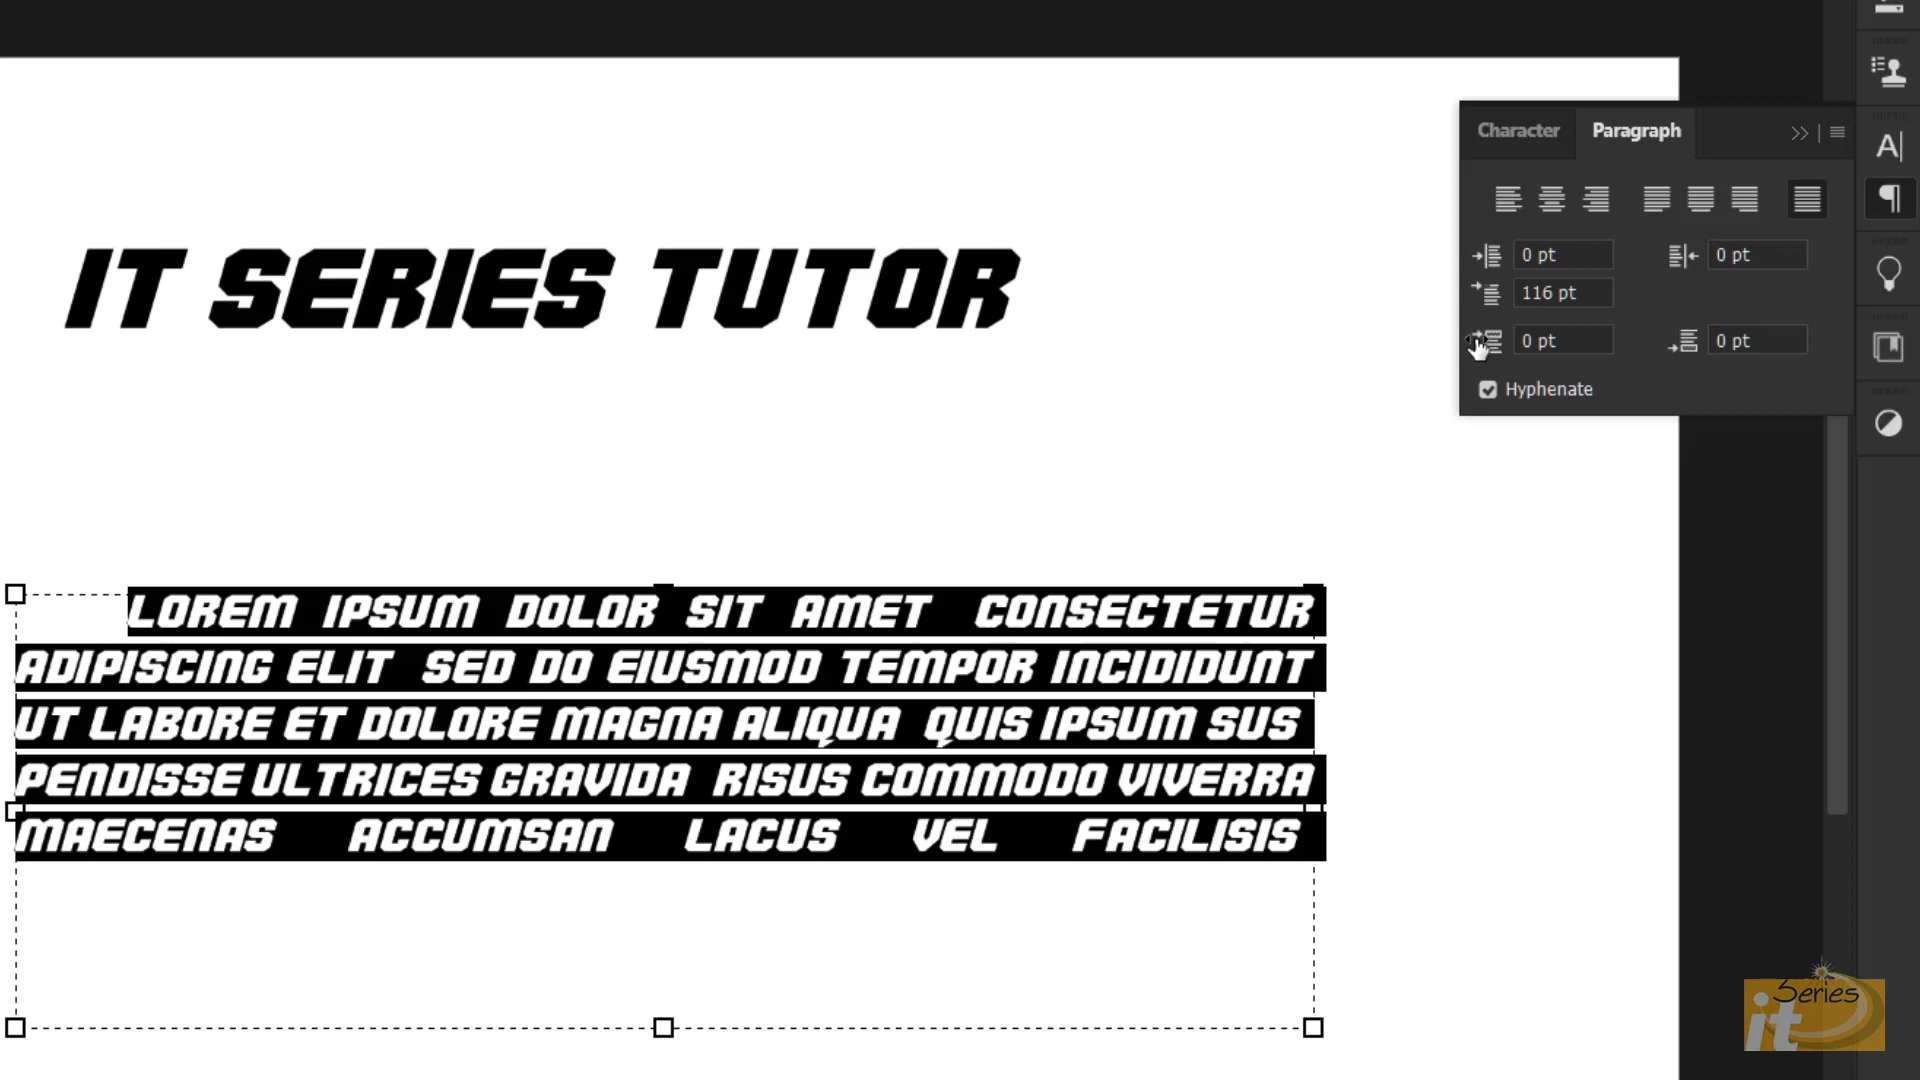 Character
Paragraph
0 pt
0 pt
116 pt
0 pt
0 pt
Hyphenate
IT SERIES TUTOR
LOREM IPSUM DOLOR SIT AMET CONSECTETUR
ADIPISCING ELIT SED DO EIUSMOD TEMPOR INCIDIDUNT
UT LABORE ET DOLORE MAGNA ALIQUA QUIS IPSUM SUS
PENDISSE ULTRICES GRAVIDA RISUS COMMODO VIVERRA
MAECENAS ACCUMSAN LACUS VEL FACILISIS
Series
it